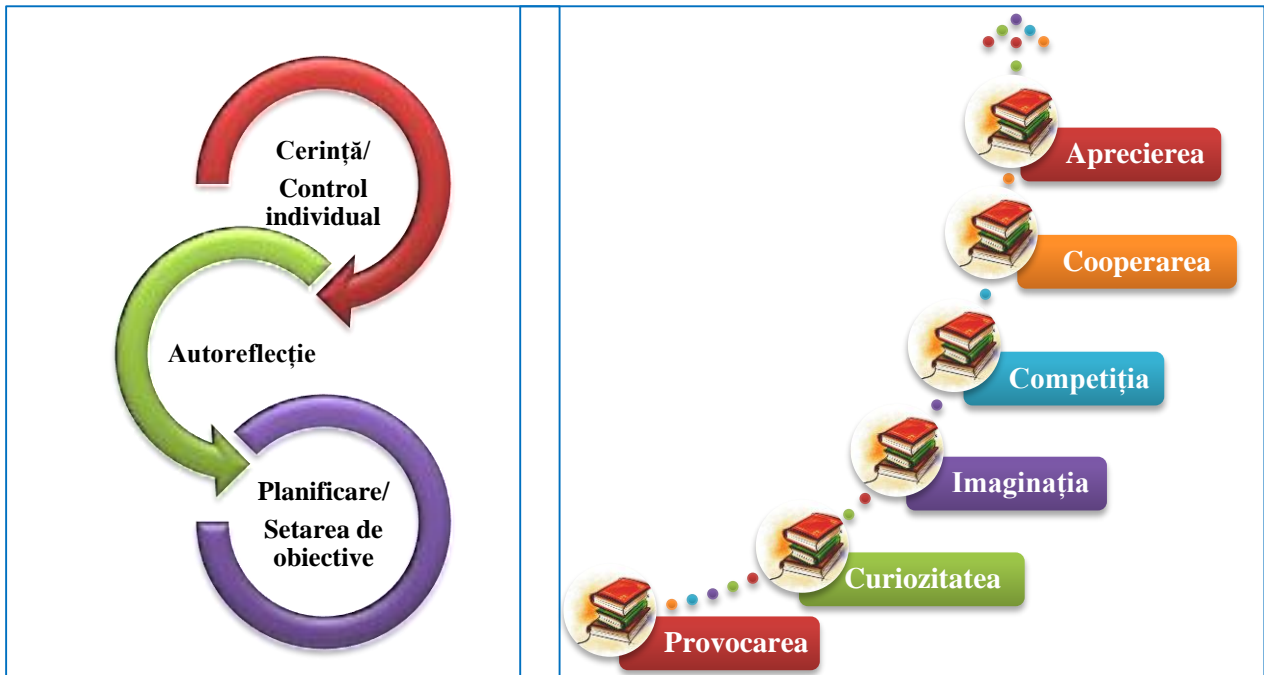 Cerință/
Control
individual
Autoreflecție
Planificare/
Setarea de
obiective
Aprecierea
Cooperarea
Competiția
Imaginația
Curiozitatea
Provocarea